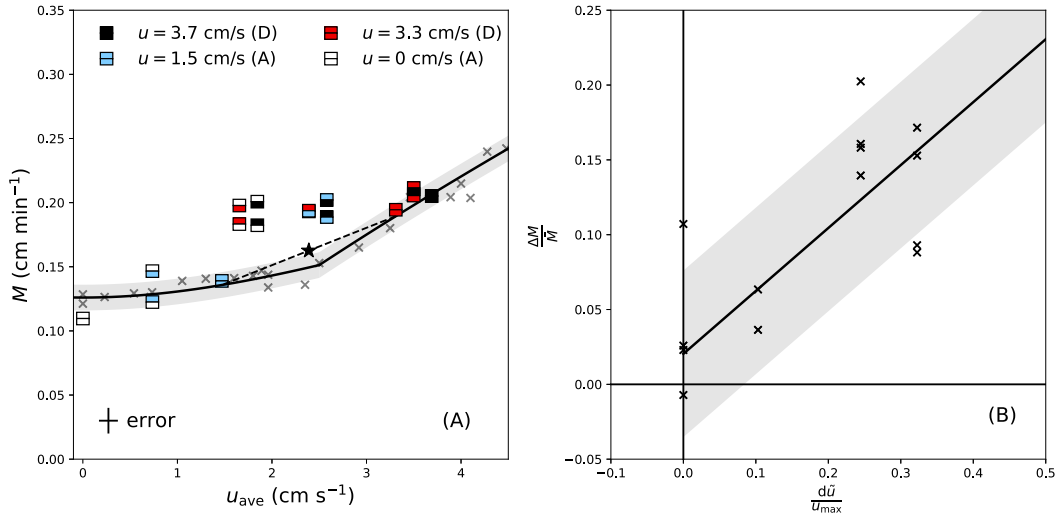 0.35
0.30
0.25
0.20
0.15
0.10
0.05
0.00
M (cm min⁻¹)
u = 3.7 cm/s (D)
u = 3.3 cm/s (D)
u = 1.5 cm/s (A)
u = 0 cm/s (A)
error
(A)
0 1 2 3 4
u_ave (cm s⁻¹)
0.25
0.20
0.15
0.10
0.05
0.00
−0.05
ΔM / M̄
(B)
−0.1 0.0 0.1 0.2 0.3 0.4 0.5
dũ / u_max